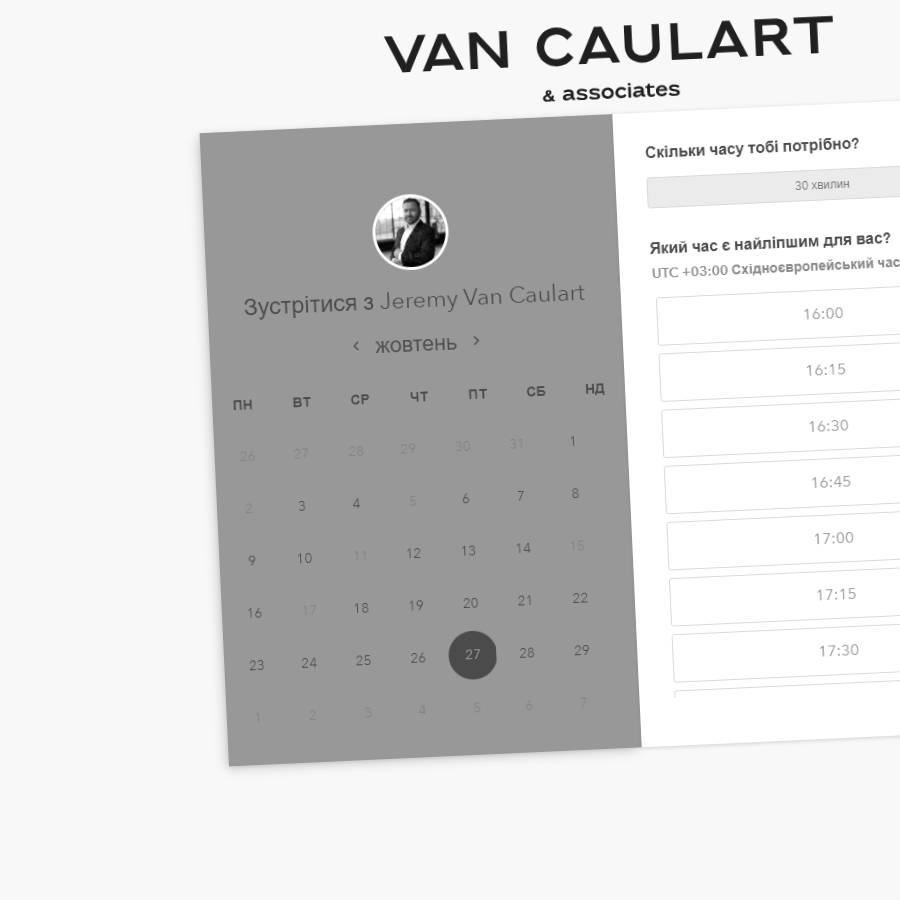 VAN CAULART
& associates
Зустрітися з Jeremy Van Caulart
жовтень
ПН ВТ СР ЧТ ПТ СБ НД
26 27 28 29 30 31 1
2 3 4 5 6 7 8
9 10 11 12 13 14 15
16 17 18 19 20 21 22
23 24 25 26 27 28 29
1 2 3 4 5 6 7
Скільки часу тобі потрібно?
30 хвилин
Який час є найліпшим для вас?
UTC +03:00 Східноєвропейський час
16:00
16:15
16:30
16:45
17:00
17:15
17:30